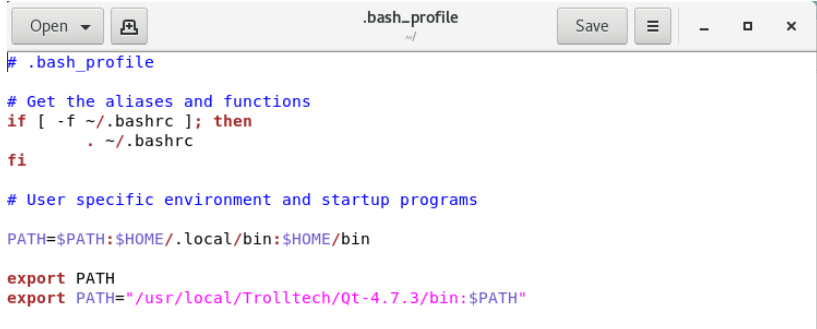 Open
.bash_profile
~/
Save
# .bash_profile
# Get the aliases and functions
if [ -f ~/.bashrc ]; then
        . ~/.bashrc
fi
# User specific environment and startup programs
PATH=$PATH:$HOME/.local/bin:$HOME/bin
export PATH
export PATH="/usr/local/Trolltech/Qt-4.7.3/bin:$PATH"